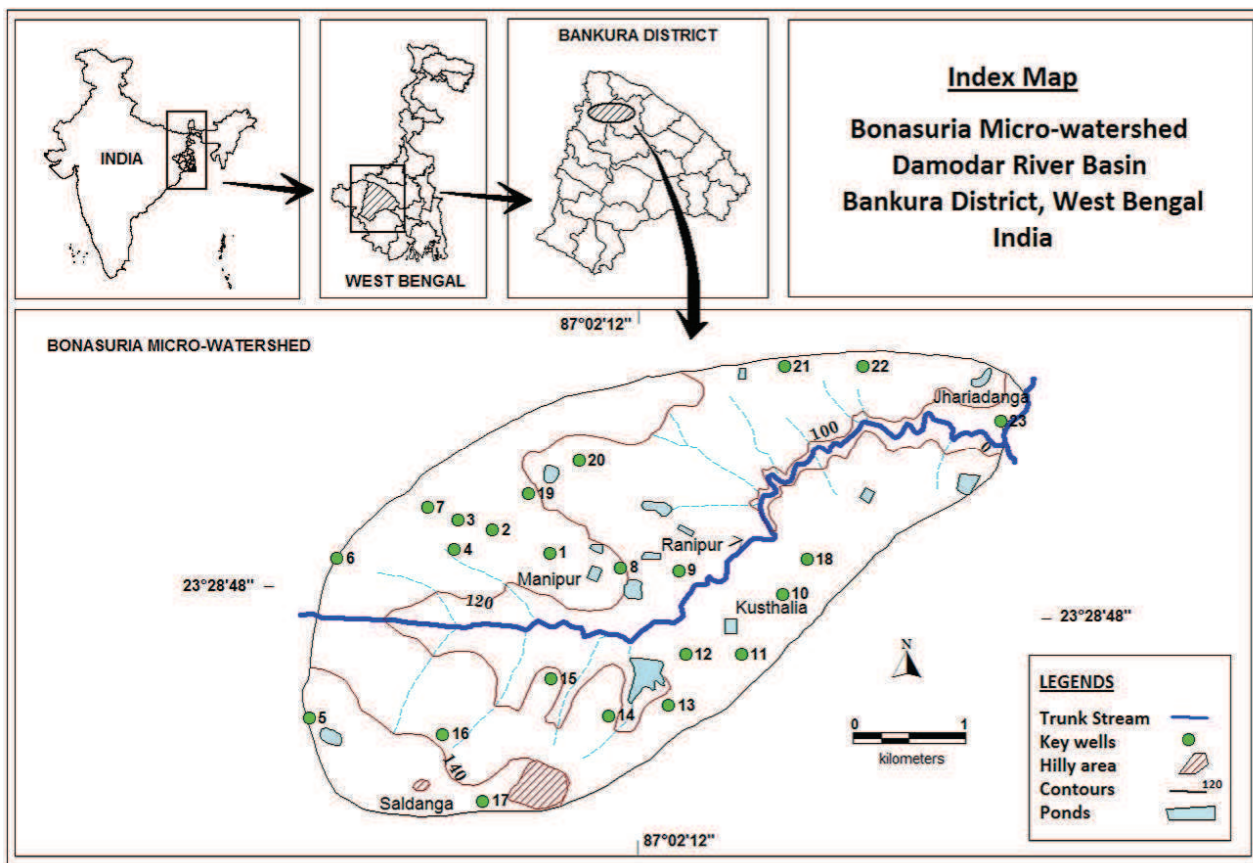 INDIA
WEST BENGAL
BANKURA DISTRICT
Index Map
Bonasuria Micro-watershed
Damodar River Basin
Bankura District, West Bengal
India
87°02'12"
BONASURIA MICRO-WATERSHED
21
22
Jhariadanga
23
100
0
20
19
7
3
2
4
1
6
Ranipur
8
9
18
Manipur
23°28'48"
10
120
Kusthalia
23°28'48"
12
11
N
15
13
14
5
16
140
17
Saldanga
0
1
kilometers
LEGENDS
Trunk Stream
Key wells
Hilly area
Contours 120
Ponds
87°02'12"